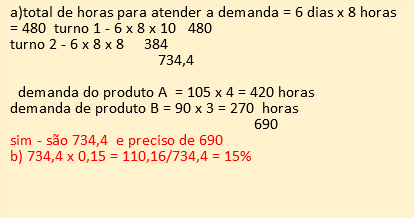 a)total de horas para atender a demanda = 6 dias x 8 horas
= 480  turno 1 - 6 x 8 x 10   480
turno 2 - 6 x 8 x 8     384
734,4
demanda do produto A  = 105 x 4 = 420 horas
demanda de produto B = 90 x 3 = 270  horas
690
sim - são 734,4  e preciso de 690
b) 734,4 x 0,15 = 110,16/734,4 = 15%